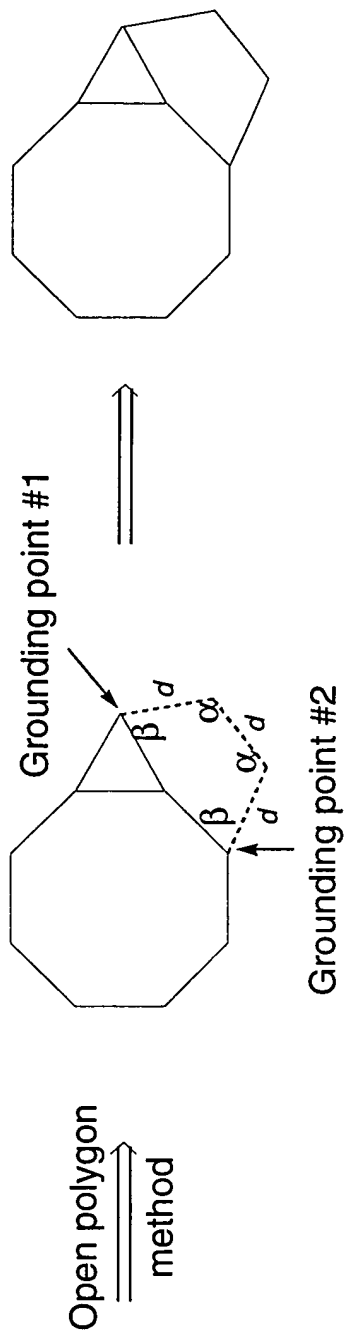 Open polygon
method
Grounding point #1
β
d
α
d
α
β
d
Grounding point #2